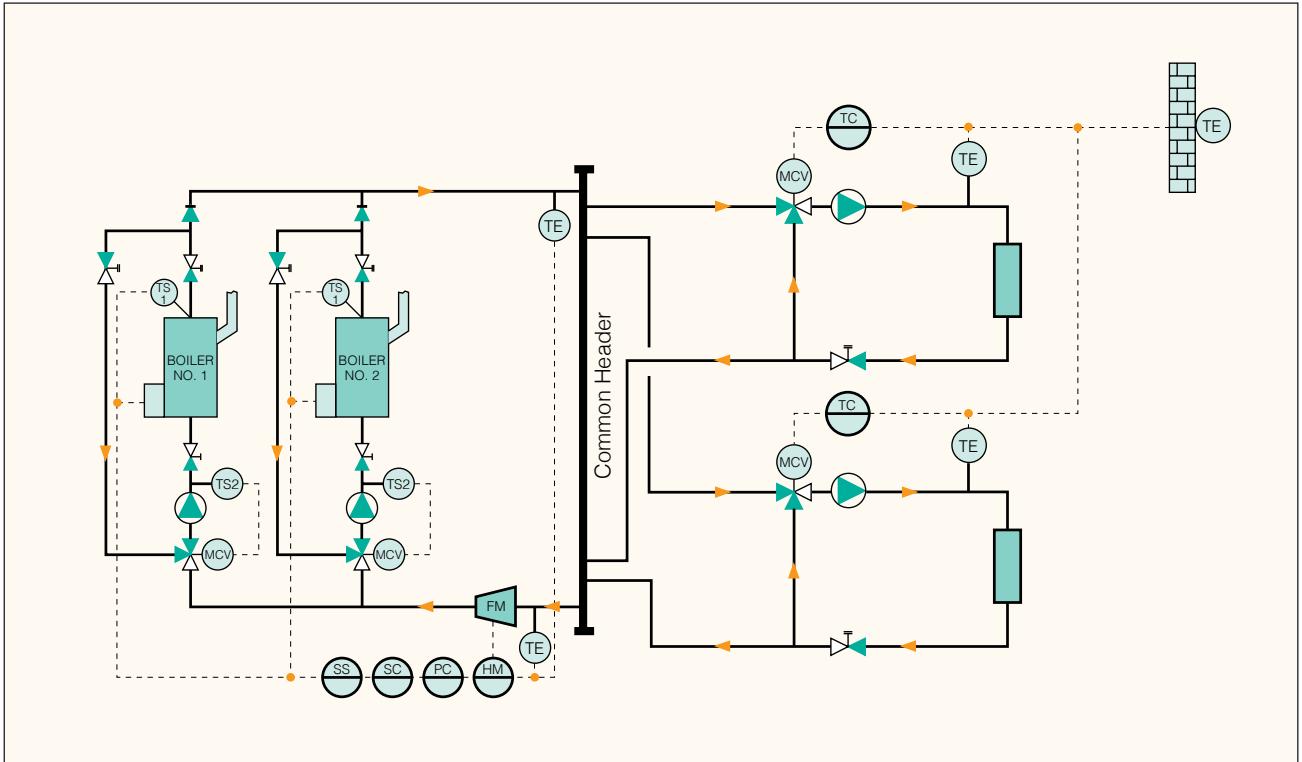 TC
TE
TE
MCV
TE
TS
1
TS
1
BOILER
NO. 1
BOILER
NO. 2
Common Header
TC
TE
MCV
TS2
TS2
MCV
MCV
FM
TE
SS
SC
PC
HM